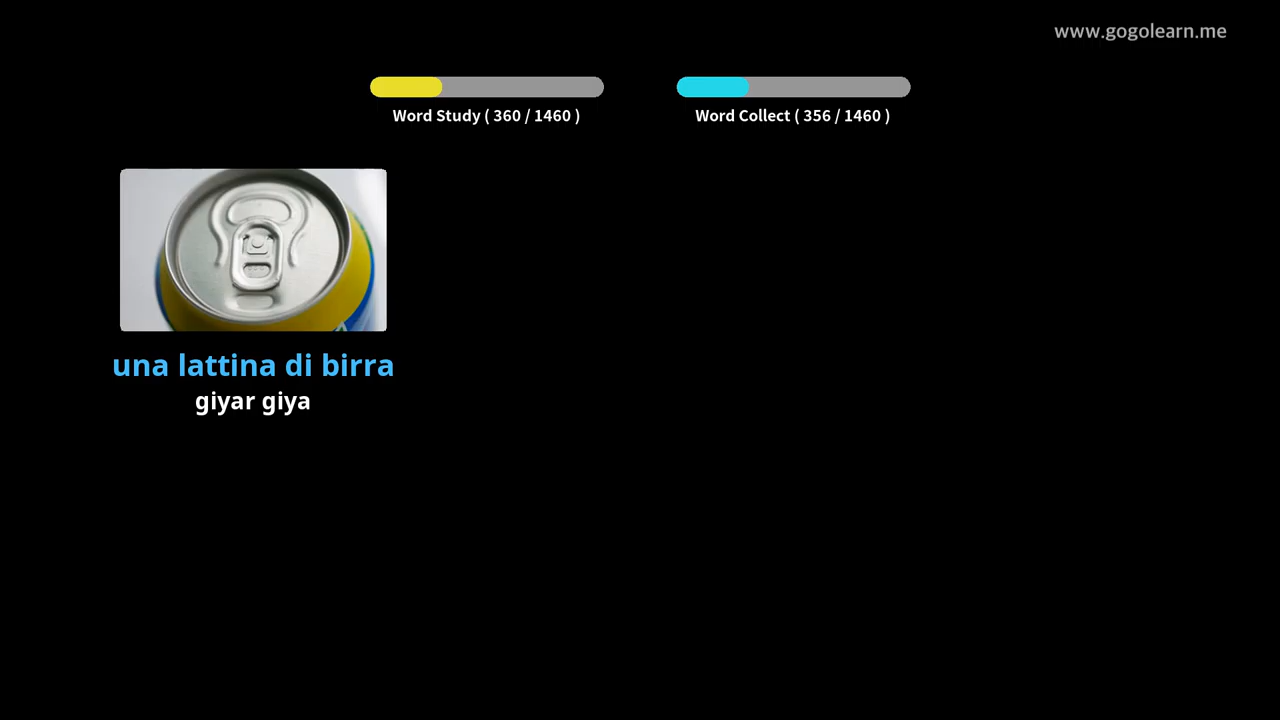 www.gogolearn.me
Word Study ( 360 / 1460 )
Word Collect ( 356 / 1460 )
una lattina di birra
giyar giya